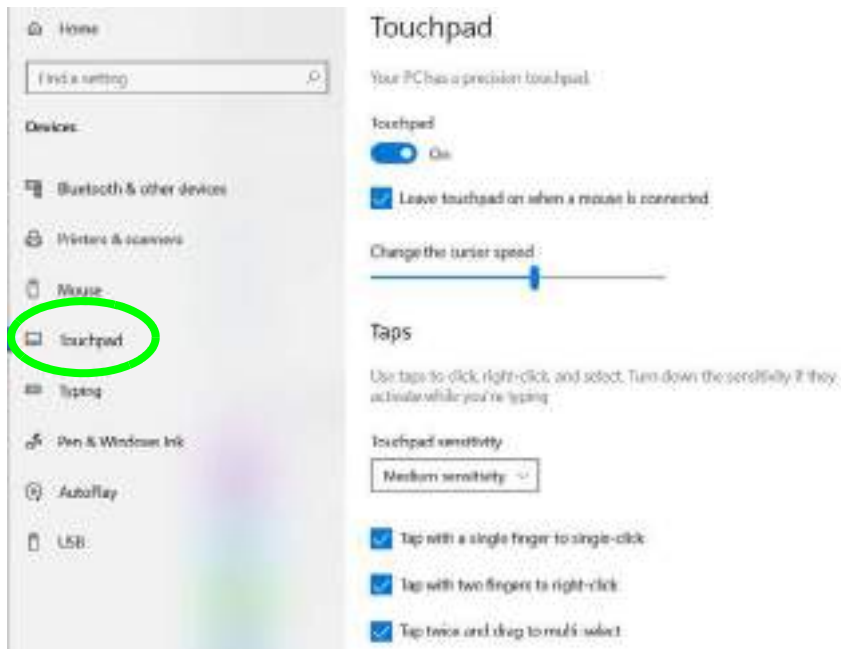 Home
Find a setting
Devices
Bluetooth & other devices
Printers & scanners
Mouse
Touchpad
Typing
Pen & Windows Ink
AutoPlay
USB
Touchpad
Your PC has a precision touchpad.
Touchpad
On
Leave touchpad on when a mouse is connected
Change the cursor speed
Taps
Use taps to click, right-click, and select. Turn down the sensitivity if they
activate while you're typing
Touchpad sensitivity
Medium sensitivity
Tap with a single finger to single-click
Tap with two fingers to right-click
Tap twice and drag to multi-select